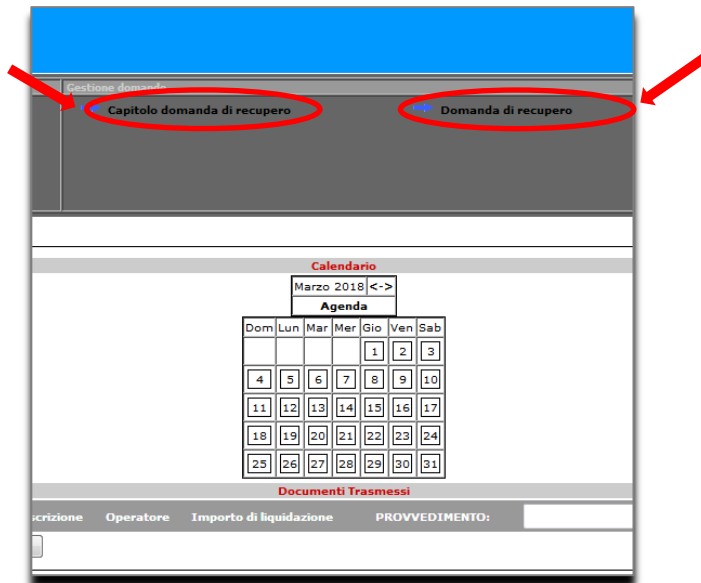 Gestione domande
Capitolo domanda di recupero Domanda di recupero
Calendario
Marzo 2018 <->
Agenda
Dom Lun Mar Mer Gio Ven Sab
1 2 3
4 5 6 7 8 9 10
11 12 13 14 15 16 17
18 19 20 21 22 23 24
25 26 27 28 29 30 31
Documenti Trasmessi
scrizione Operatore Importo di liquidazione PROVVEDIMENTO: